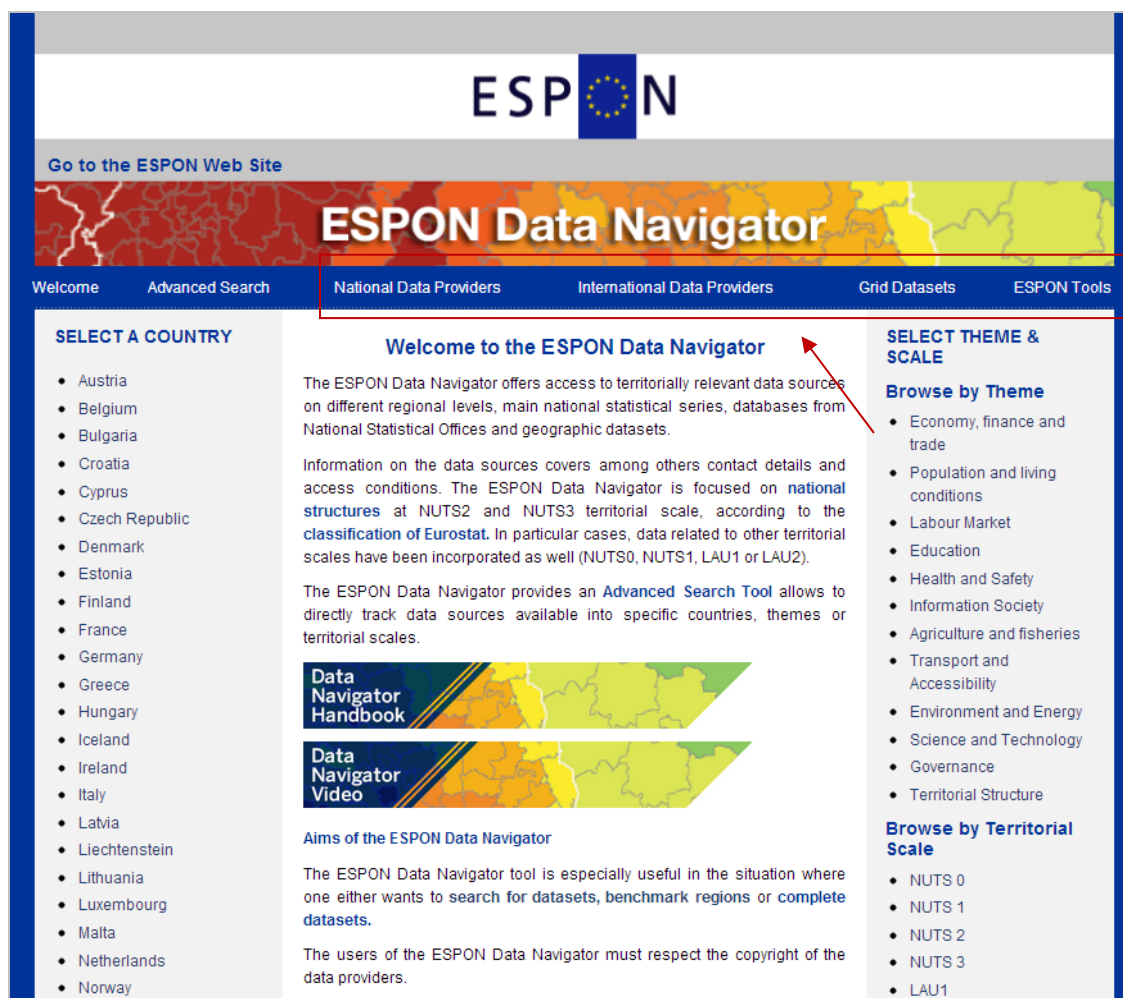 ESPON
Go to the ESPON Web Site
ESPON Data Navigator
Welcome Advanced Search National Data Providers International Data Providers Grid Datasets ESPON Tools
SELECT A COUNTRY
Austria
Belgium
Bulgaria
Croatia
Cyprus
Czech Republic
Denmark
Estonia
Finland
France
Germany
Greece
Hungary
Iceland
Ireland
Italy
Latvia
Liechtenstein
Lithuania
Luxembourg
Malta
Netherlands
Norway
Welcome to the ESPON Data Navigator
The ESPON Data Navigator offers access to territorially relevant data sources
on different regional levels, main national statistical series, databases from
National Statistical Offices and geographic datasets.
Information on the data sources covers among others contact details and
access conditions. The ESPON Data Navigator is focused on national
structures at NUTS2 and NUTS3 territorial scale, according to the
classification of Eurostat. In particular cases, data related to other territorial
scales have been incorporated as well (NUTS0, NUTS1, LAU1 or LAU2).
The ESPON Data Navigator provides an Advanced Search Tool allows to
directly track data sources available into specific countries, themes or
territorial scales.
Data
Navigator
Handbook
Data
Navigator
Video
Aims of the ESPON Data Navigator
The ESPON Data Navigator tool is especially useful in the situation where
one either wants to search for datasets, benchmark regions or complete
datasets.
The users of the ESPON Data Navigator must respect the copyright of the
data providers.
SELECT THEME &
SCALE
Browse by Theme
Economy, finance and
trade
Population and living
conditions
Labour Market
Education
Health and Safety
Information Society
Agriculture and fisheries
Transport and
Accessibility
Environment and Energy
Science and Technology
Governance
Territorial Structure
Browse by Territorial
Scale
NUTS 0
NUTS 1
NUTS 2
NUTS 3
LAU1